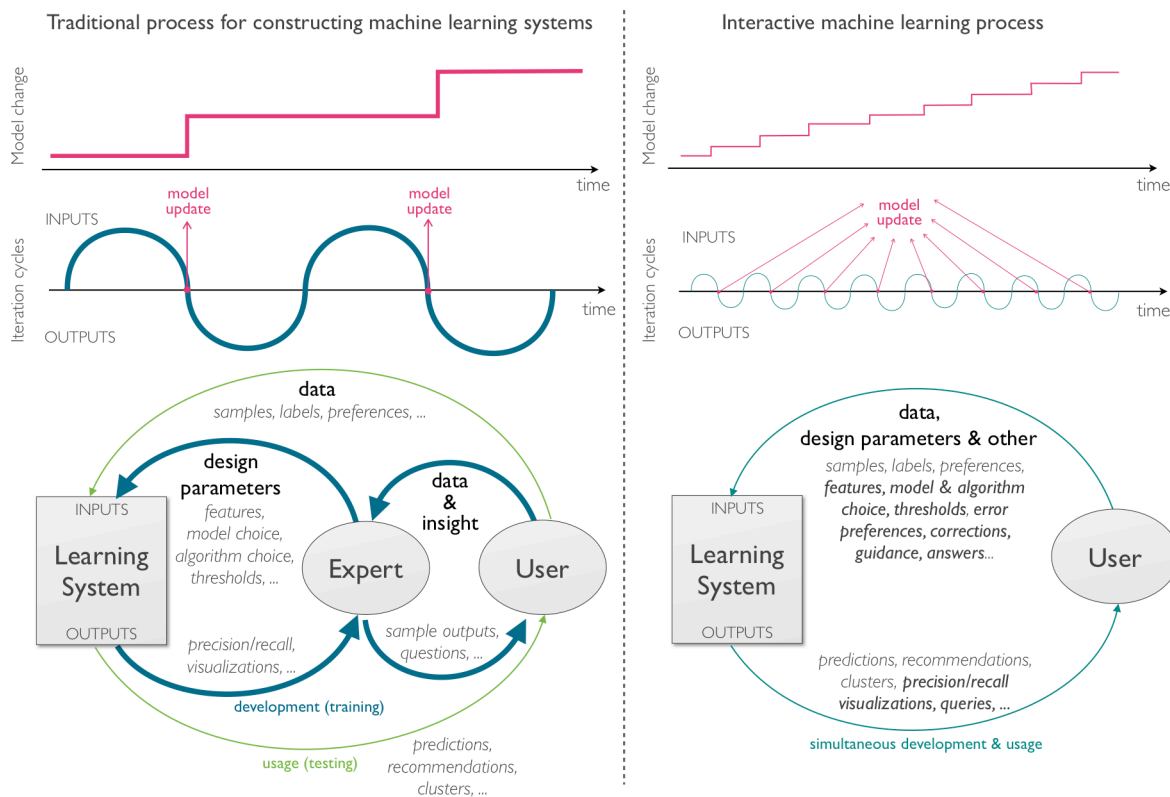 Traditional process for constructing machine learning systems
Model change
time
model
update
model
update
INPUTS
Iteration cycles
time
OUTPUTS
data
samples, labels, preferences, ...
design
parameters
features,
model choice,
algorithm choice,
thresholds, ...
data
&
insight
INPUTS
Learning
System
OUTPUTS
Expert
User
precision/recall,
visualizations, ...
sample outputs,
questions, ...
development (training)
usage (testing)
predictions,
recommendations,
clusters, ...
Interactive machine learning process
Model change
time
model
update
INPUTS
Iteration cycles
time
OUTPUTS
data,
design parameters & other
samples, labels, preferences,
features, model & algorithm
choice, thresholds, error
preferences, corrections,
guidance, answers...
INPUTS
Learning
System
OUTPUTS
User
predictions, recommendations,
clusters, precision/recall
visualizations, queries, ...
simultaneous development & usage